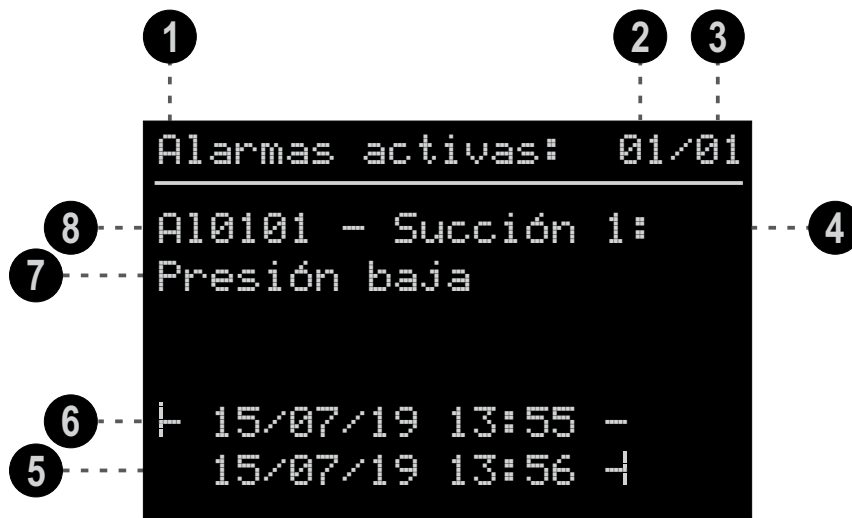 1 2 3
Alarmas activas: 01/01
8 Al0101 - Succión 1: 4
7 Presión baja
6 ├ 15/07/19 13:55 -
5 15/07/19 13:56 ┤